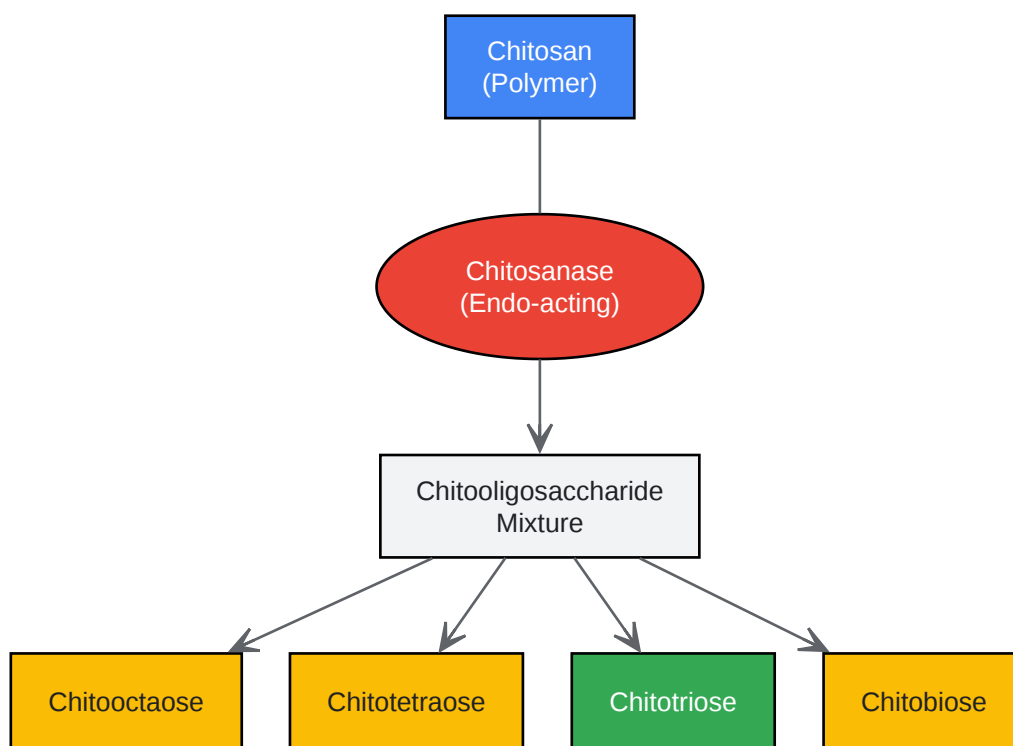 Chitosan
(Polymer)
Chitosanase
(Endo-acting)
Chitooligosaccharide
Mixture
Chitooctaose
Chitotetraose
Chitotriose
Chitobiose